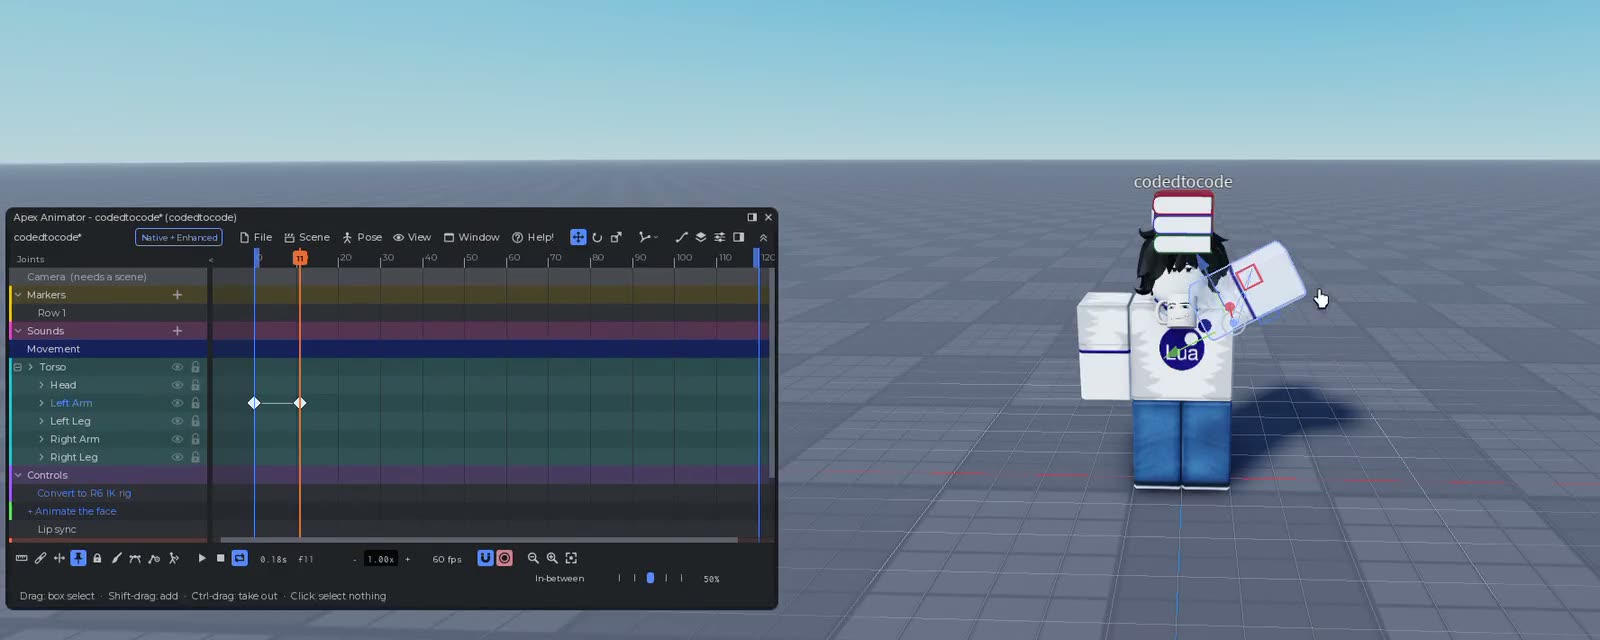 codedtocode
Lua
Apex Animator - codedtocode* (codedtocode)
codedtocode* Native + Enhanced File Scene Pose View Window Help!
Joints < 0 11 20 30 40 50 60 70 80 90 100 110 120
Camera (needs a scene)
Markers +
Row 1
Sounds +
Movement
Torso
Head
Left Arm
Left Leg
Right Arm
Right Leg
Controls
Convert to R6 IK rig
+ Animate the face
Lip sync
0.18s f11 - 1.00x + 60 fps
In-between 50%
Drag: box select · Shift-drag: add · Ctrl-drag: take out · Click: select nothing